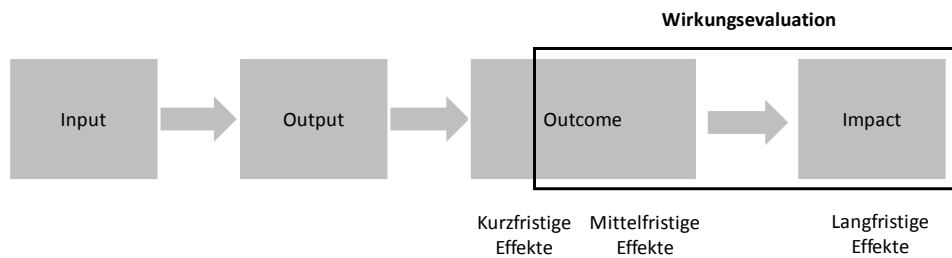 Wirkungsevaluation
Input
Output
Outcome
Impact
Kurzfristige
Effekte
Mittelfristige
Effekte
Langfristige
Effekte